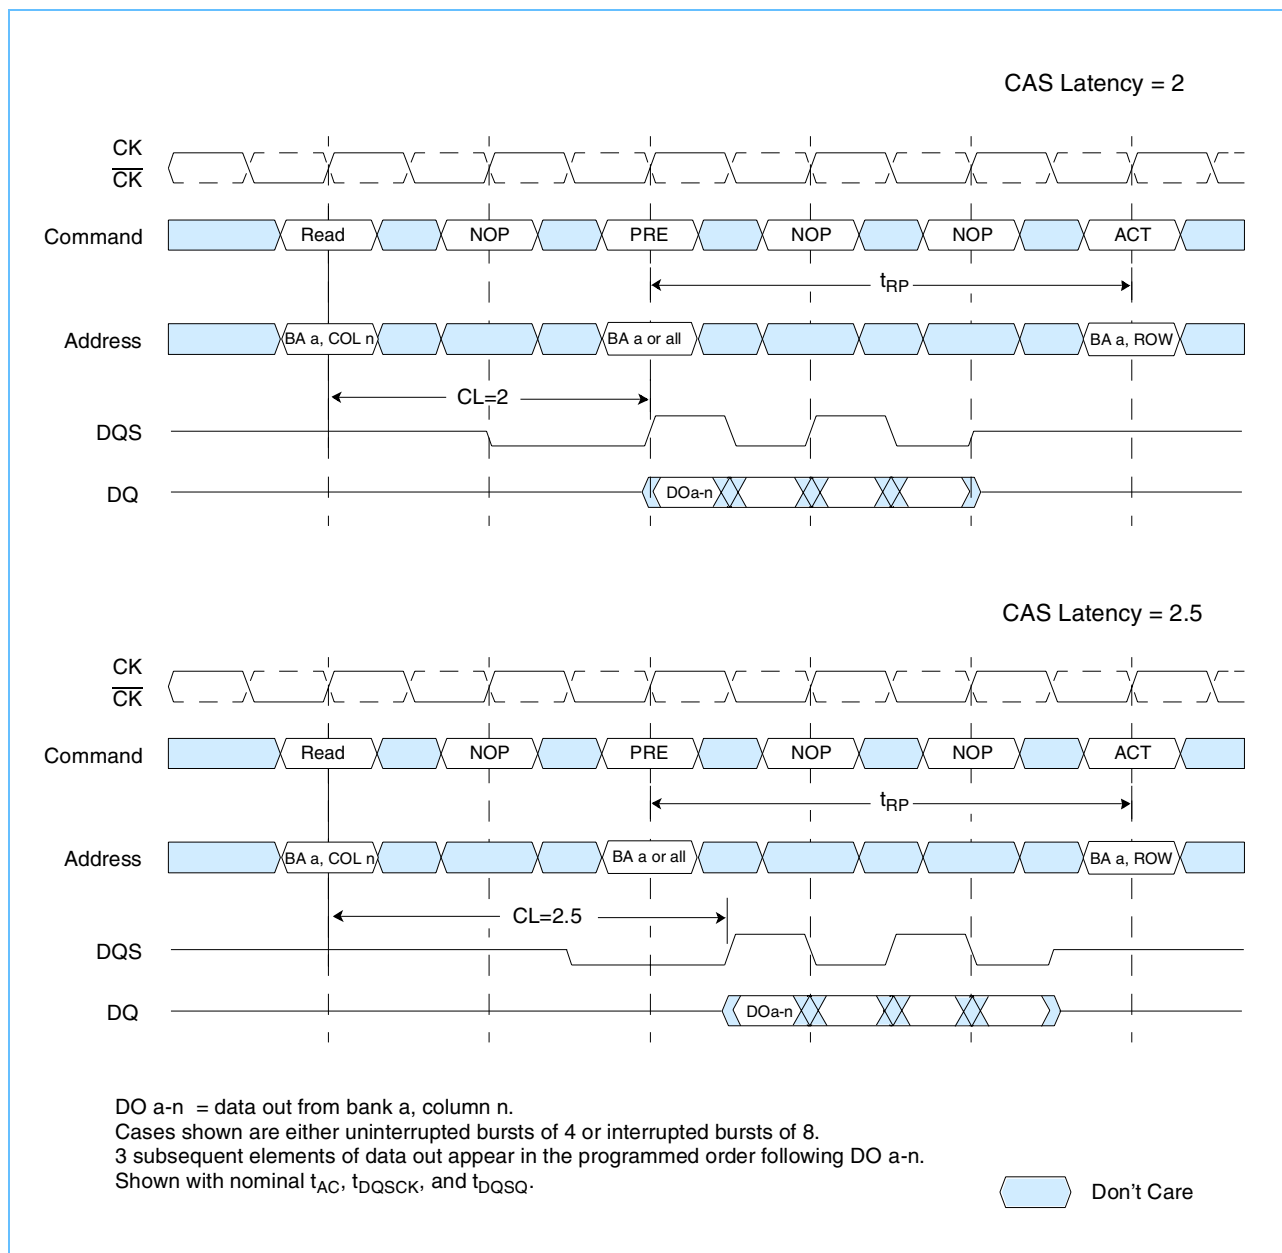 CAS Latency = 2
CK
CK
Command
Read
NOP
PRE
NOP
NOP
ACT
tRP
Address
BA a, COL n
BA a or all
BA a, ROW
CL=2
DQS
DQ
DOa-n
CAS Latency = 2.5
CK
CK
Command
Read
NOP
PRE
NOP
NOP
ACT
tRP
Address
BA a, COL n
BA a or all
BA a, ROW
CL=2.5
DQS
DQ
DOa-n
DO a-n = data out from bank a, column n.
Cases shown are either uninterrupted bursts of 4 or interrupted bursts of 8.
3 subsequent elements of data out appear in the programmed order following DO a-n.
Shown with nominal tAC, tDQSCK, and tDQSQ.
Don't Care